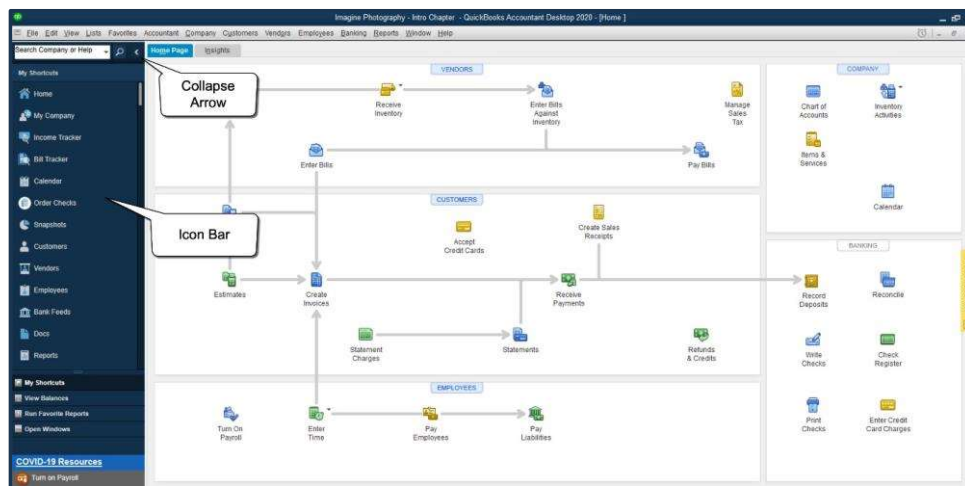 Imagine Photography - Intro Chapter - QuickBooks Accountant Desktop 2020 - [Home ]
File Edit View Lists Favorites Accountant Company Customers Vendors Employees Banking Reports Window Help
Search Company or Help
Home Page Insights
My Shortcuts
Home
My Company
Income Tracker
Bill Tracker
Calendar
Order Checks
Snapshots
Customers
Vendors
Employees
Bank Feeds
Docs
Reports
My Shortcuts
View Balances
Run Favorite Reports
Open Windows
COVID-19 Resources
Turn on Payroll
Collapse
Arrow
Icon Bar
VENDORS
Receive
Inventory
Enter Bills
Against
Inventory
Manage
Sales
Tax
Enter Bills
Pay Bills
CUSTOMERS
Accept
Credit Cards
Create Sales
Receipts
Estimates
Create
Invoices
Receive
Payments
Statement
Charges
Statements
Refunds
& Credits
EMPLOYEES
Turn On
Payroll
Enter
Time
Pay
Employees
Pay
Liabilities
COMPANY
Chart of
Accounts
Inventory
Activities
Items &
Services
Calendar
BANKING
Record
Deposits
Reconcile
Write
Checks
Check
Register
Print
Checks
Enter Credit
Card Charges